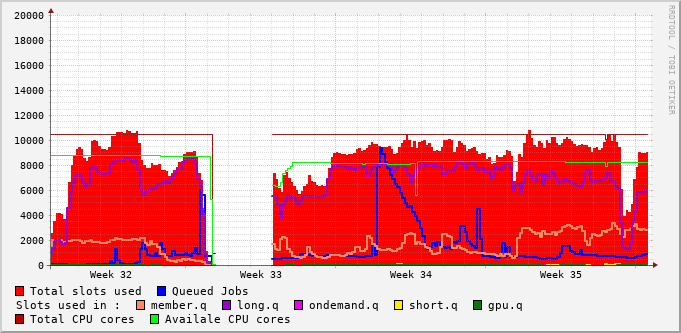 RRDTOOL / TOBI OETIKER
20000
18000
16000
14000
12000
10000
8000
6000
4000
2000
0
Week 32 Week 33 Week 34 Week 35
Total slots used Queued Jobs
Slots used in : member.q long.q ondemand.q short.q gpu.q
Total CPU cores Availale CPU cores